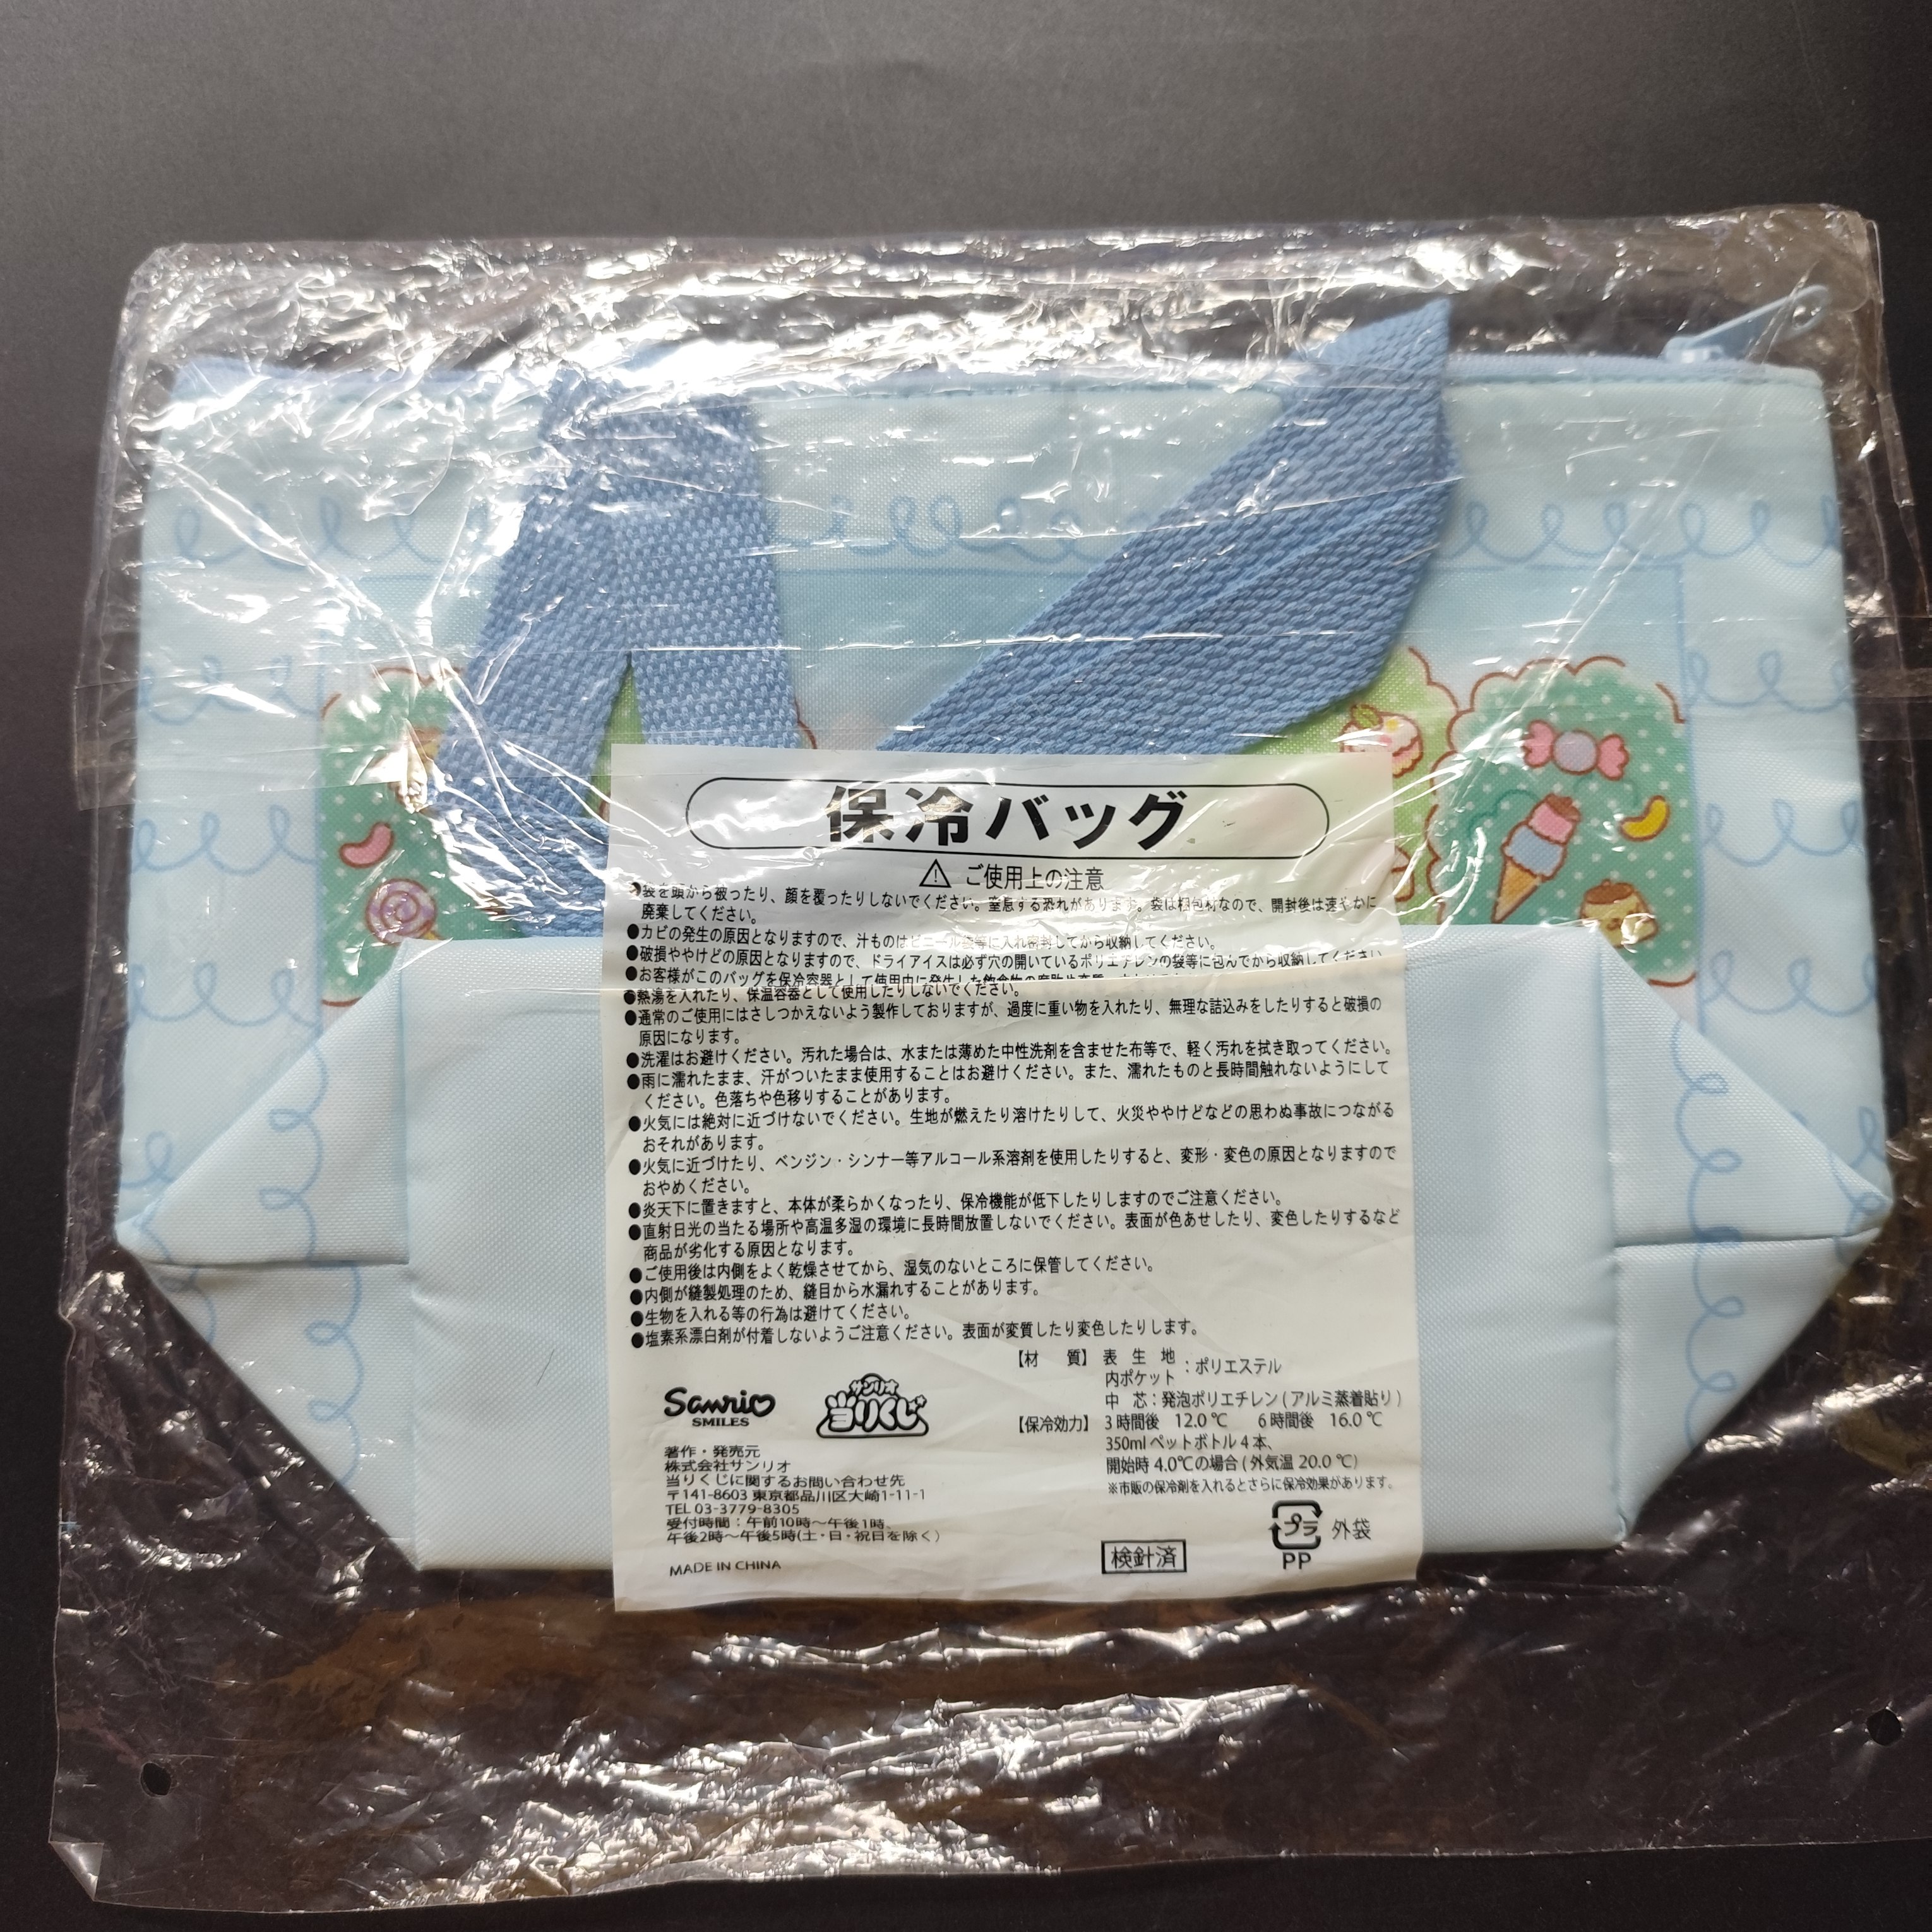 保冷バッグ
⚠ ご使用上の注意
●袋を頭から被ったり、顔を覆ったりしないでください。窒息する恐れがあります。袋は梱包材なので、開封後は速やかに
廃棄してください。
●カビの発生の原因となりますので、汁ものはビニール袋等に入れ密封してから収納してください。
●破損ややけどの原因となりますので、ドライアイスは必ず穴の開いているポリエチレンの袋等に包んでから収納してください。
●お客様がこのバッグを保冷容器として使用中に発生した飲食物の腐敗や変質
●熱湯を入れたり、保温容器として使用したりしないでください。
●通常のご使用にはさしつかえないよう製作しておりますが、過度に重い物を入れたり、無理な詰込みをしたりすると破損の
原因になります。
●洗濯はお避けください。汚れた場合は、水または薄めた中性洗剤を含ませた布等で、軽く汚れを拭き取ってください。
●雨に濡れたまま、汗がついたまま使用することはお避けください。また、濡れたものと長時間触れないようにして
ください。色落ちや色移りすることがあります。
●火気には絶対に近づけないでください。生地が燃えたり溶けたりして、火災ややけどなどの思わぬ事故につながる
おそれがあります。
●火気に近づけたり、ベンジン・シンナー等アルコール系溶剤を使用したりすると、変形・変色の原因となりますので
おやめください。
●炎天下に置きますと、本体が柔らかくなったり、保冷機能が低下したりしますのでご注意ください。
●直射日光の当たる場所や高温多湿の環境に長時間放置しないでください。表面が色あせしたり、変色したりするなど
商品が劣化する原因となります。
●ご使用後は内側をよく乾燥させてから、湿気のないところに保管してください。
●内側が縫製処理のため、縫目から水漏れすることがあります。
●生物を入れる等の行為は避けてください。
●塩素系漂白剤が付着しないようご注意ください。表面が変質したり変色したりします。
【材 質】表 生 地
内ポケット:ポリエステル
中 芯:発泡ポリエチレン(アルミ蒸着貼り)
【保冷効力】3時間後 12.0℃ 6時間後 16.0℃
350mlペットボトル4本、
開始時 4.0℃の場合(外気温 20.0℃)
※市販の保冷剤を入れるとさらに保冷効果があります。
Sanrio
SMILES
サンリオ
当りくじ
著作・発売元
株式会社サンリオ
当りくじに関するお問い合わせ先
〒141-8603 東京都品川区大崎1-11-1
TEL 03-3779-8305
受付時間:午前10時～午後1時、
午後2時～午後5時(土・日・祝日を除く)
MADE IN CHINA
検針済
プラ 外袋
PP